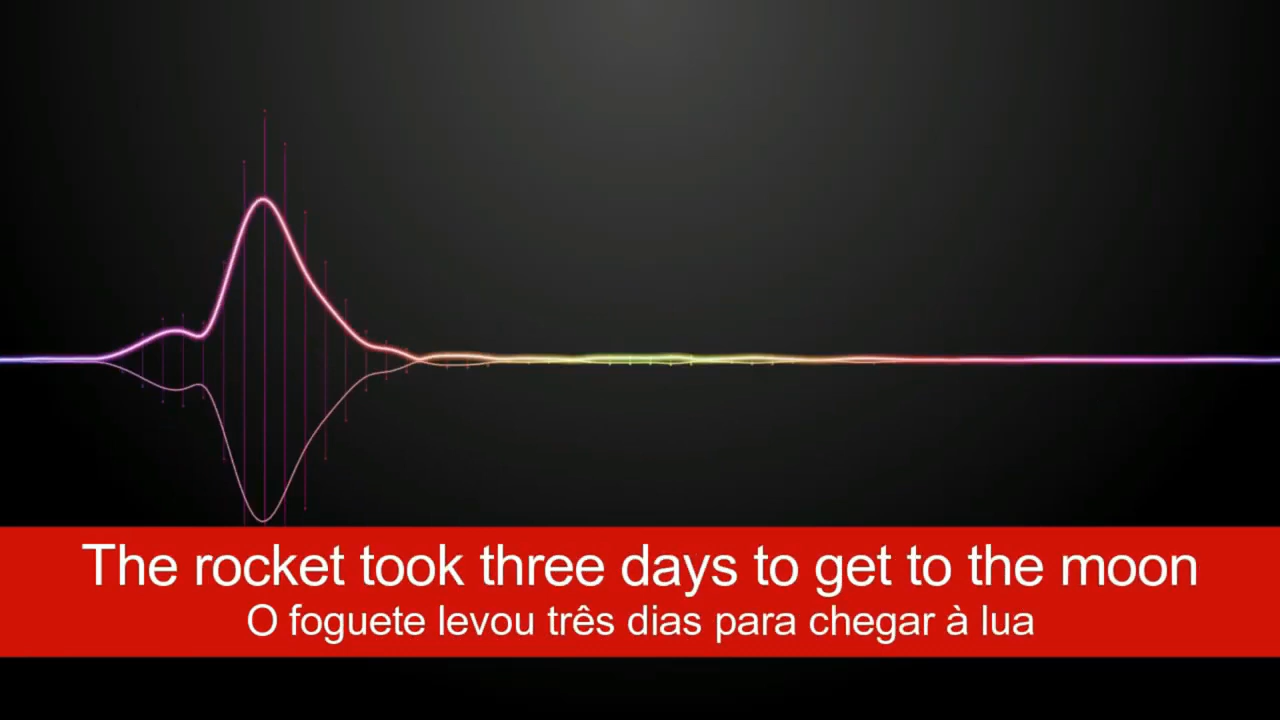 The rocket took three days to get to the moon
O foguete levou três dias para chegar à lua